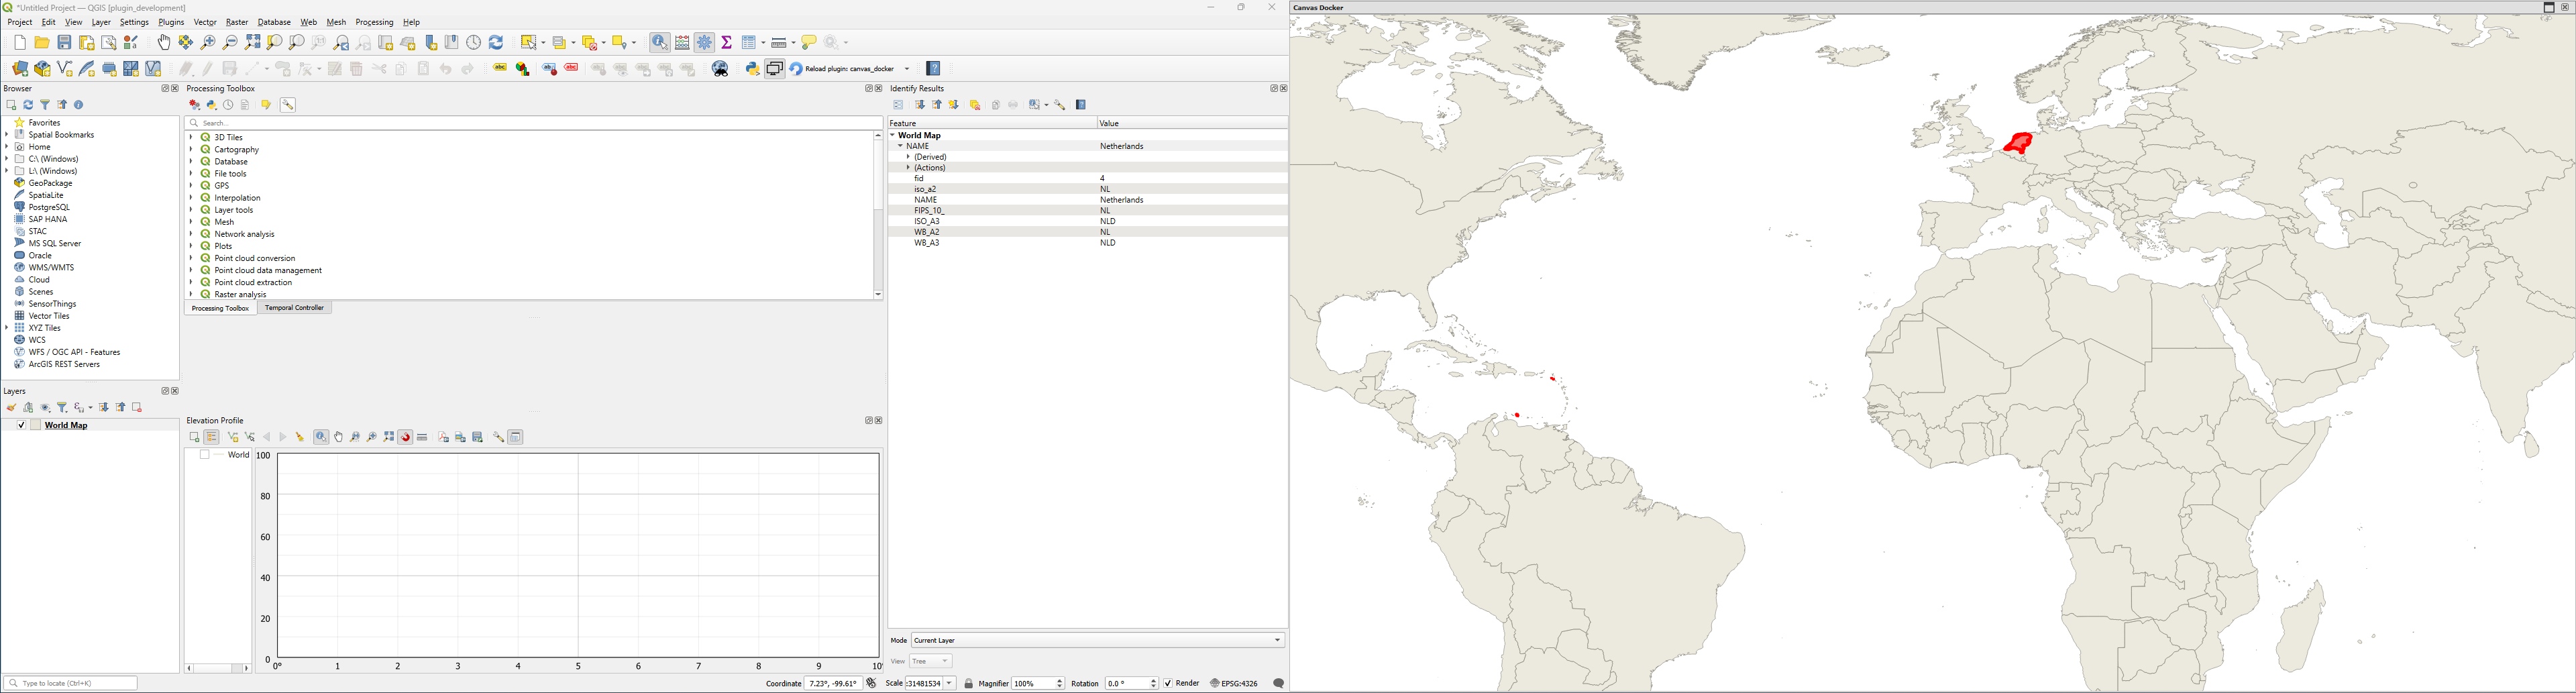 *Untitled Project — QGIS [plugin_development]
Project Edit View Layer Settings Plugins Vector Raster Database Web Mesh Processing Help
Reload plugin: canvas_docker
Browser
Favorites
Spatial Bookmarks
Home
C:\ (Windows)
L:\ (Windows)
GeoPackage
SpatiaLite
PostgreSQL
SAP HANA
STAC
MS SQL Server
Oracle
WMS/WMTS
Cloud
Scenes
SensorThings
Vector Tiles
XYZ Tiles
WCS
WFS / OGC API - Features
ArcGIS REST Servers
Layers
World Map
Type to locate (Ctrl+K)
Processing Toolbox
Search...
3D Tiles
Cartography
Database
File tools
GPS
Interpolation
Layer tools
Mesh
Network analysis
Plots
Point cloud conversion
Point cloud data management
Point cloud extraction
Raster analysis
Processing Toolbox Temporal Controller
Elevation Profile
World
100
80
60
40
20
0
0° 1 2 3 4 5 6 7 8 9 10
Identify Results
Feature Value
World Map
NAME Netherlands
(Derived)
(Actions)
fid 4
iso_a2 NL
NAME Netherlands
FIPS_10_ NL
ISO_A3 NLD
WB_A2 NL
WB_A3 NLD
Mode Current Layer
View Tree
Coordinate 7.23°, -99.61° Scale :31481534 Magnifier 100% Rotation 0.0 ° Render EPSG:4326
Canvas Docker